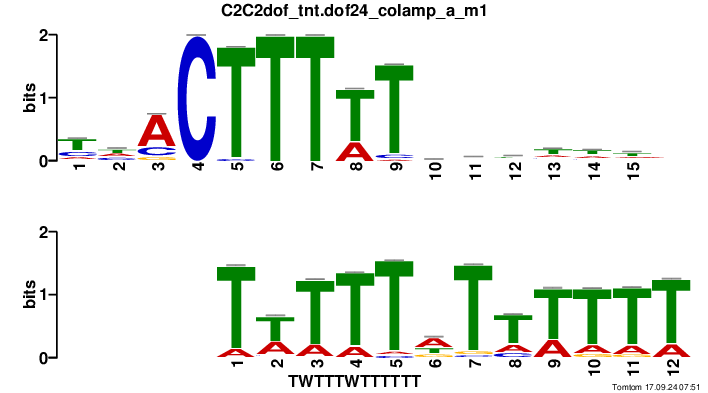 C2C2dof_tnt.dof24_colamp_a_m1
2
1
0
bits
T A C T T T T A T
1 2 3 4 5 6 7 8 9 10 11 12 13 14 15
2
1
0
bits
T T A T A T A T A T A T T A T A T A T A T A
1 2 3 4 5 6 7 8 9 10 11 12
TWTTTWTTTTTT
Tomtom 17.09.24 07:51